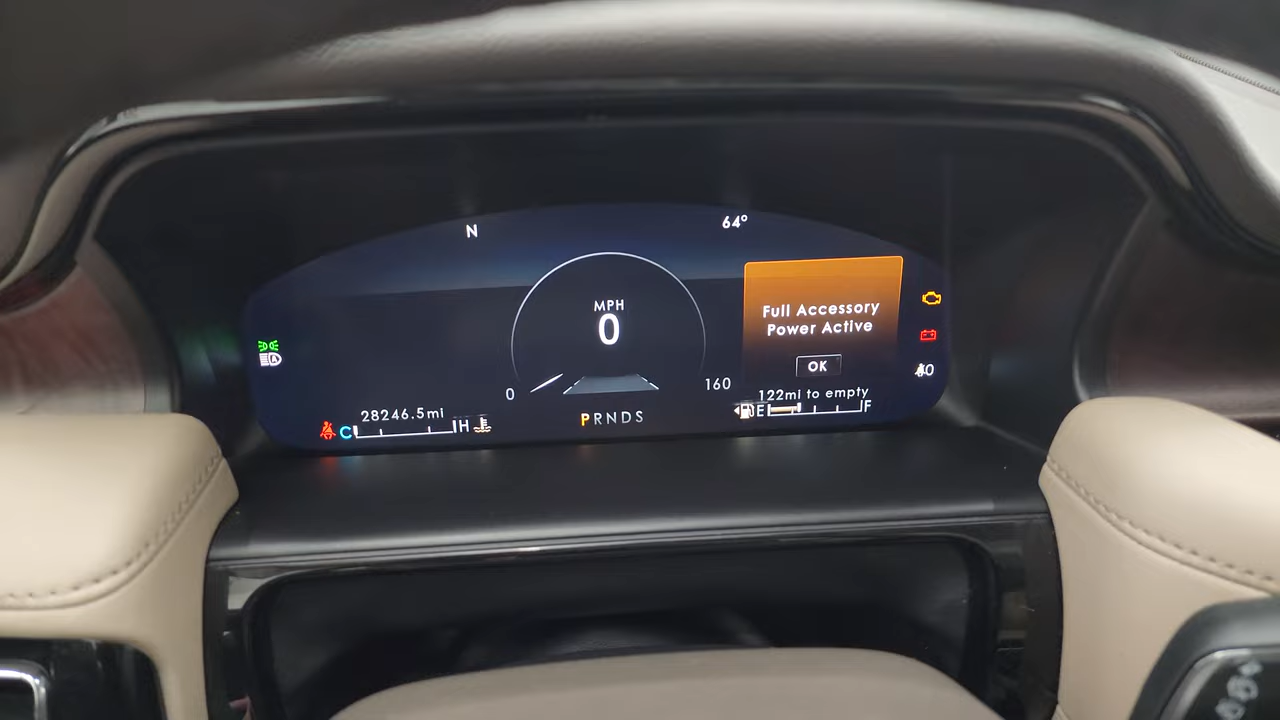 N
64°
MPH
0
Full Accessory
Power Active
OK
0
160
122mi to empty
E F
28246.5mi
C H
PRNDS